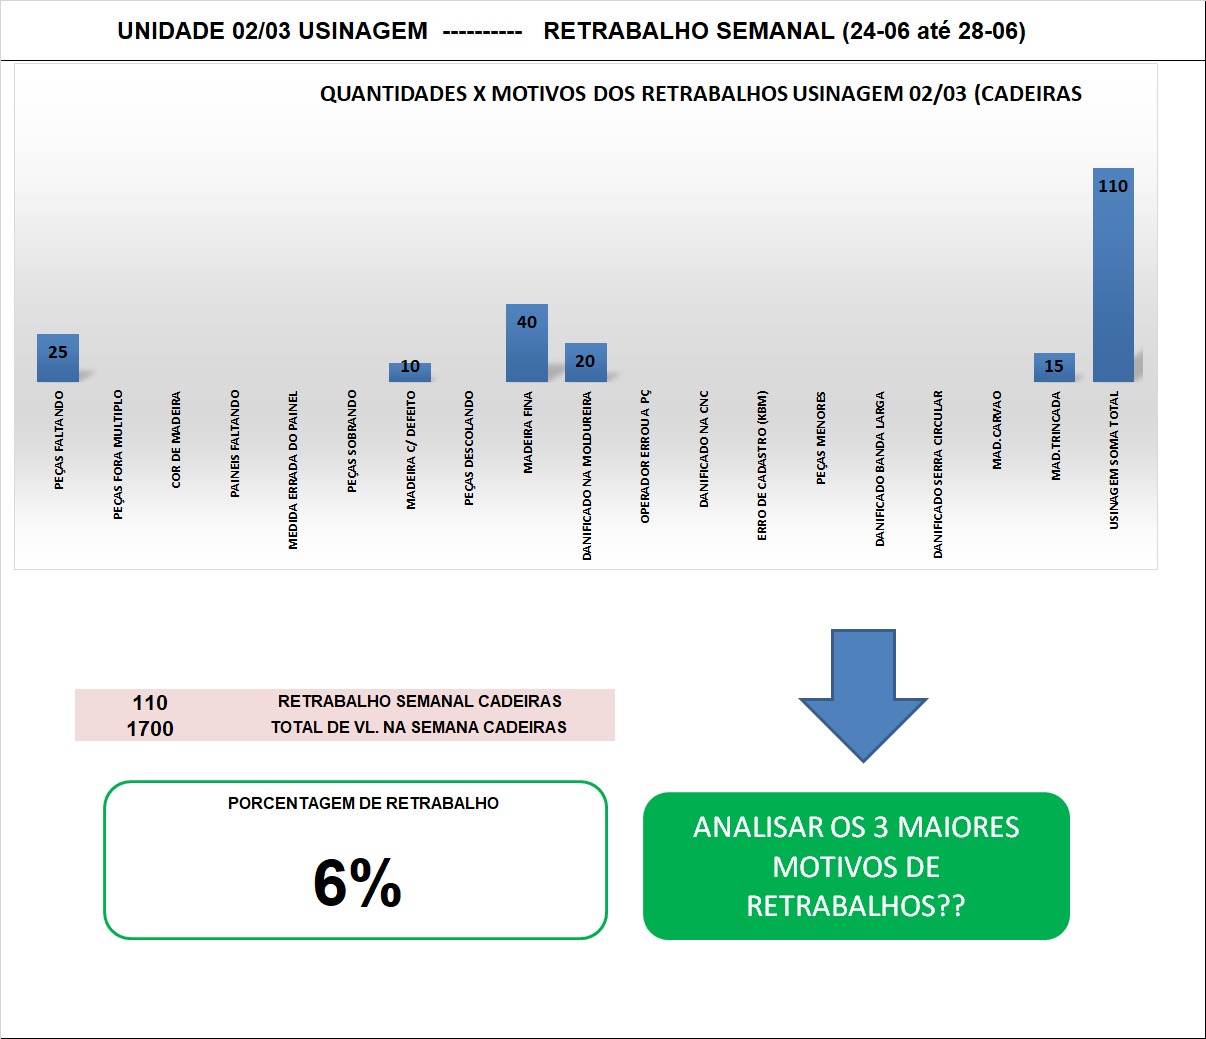 UNIDADE 02/03 USINAGEM ---------- RETRABALHO SEMANAL (24-06 até 28-06)
QUANTIDADES X MOTIVOS DOS RETRABALHOS USINAGEM 02/03 (CADEIRAS
25
10
40
20
15
110
PEÇAS FALTANDO
PEÇAS FORA MULTIPLO
COR DE MADEIRA
PAINEIS FALTANDO
MEDIDA ERRADA DO PAINEL
PEÇAS SOBRANDO
MADEIRA C/ DEFEITO
PEÇAS DESCOLANDO
MADEIRA FINA
DANIFICADO NA MOLDUREIRA
OPERADOR ERROU A PÇ
DANIFICADO NA CNC
ERRO DE CADASTRO (KBM)
PEÇAS MENORES
DANIFICADO BANDA LARGA
DANIFICADO SERRA CIRCULAR
MAD.CARVAO
MAD.TRINCADA
USINAGEM SOMA TOTAL
110 RETRABALHO SEMANAL CADEIRAS
1700 TOTAL DE VL. NA SEMANA CADEIRAS
PORCENTAGEM DE RETRABALHO
6%
ANALISAR OS 3 MAIORES
MOTIVOS DE
RETRABALHOS??